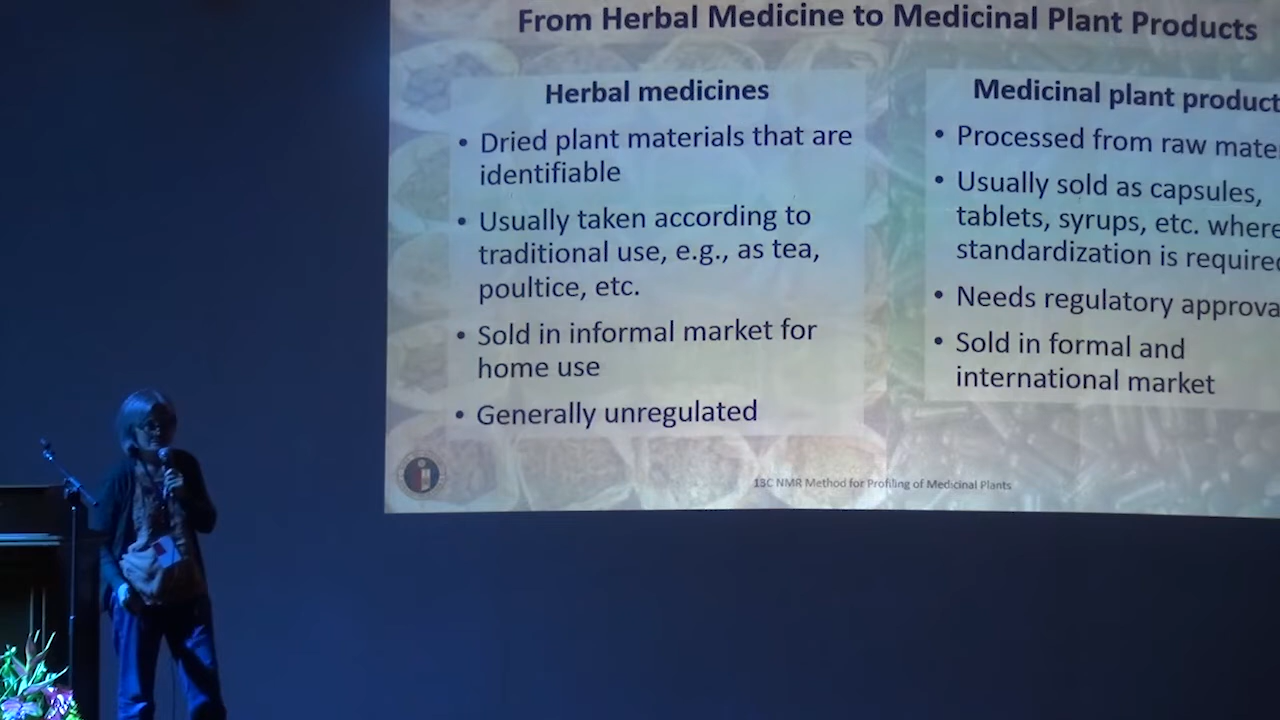 From Herbal Medicine to Medicinal Plant Products
Herbal medicines
• Dried plant materials that are
identifiable
• Usually taken according to
traditional use, e.g., as tea,
poultice, etc.
• Sold in informal market for
home use
• Generally unregulated
Medicinal plant product
• Processed from raw mate
• Usually sold as capsules,
tablets, syrups, etc. where
standardization is require
• Needs regulatory approva
• Sold in formal and
international market
13C NMR Method for Profiling of Medicinal Plants